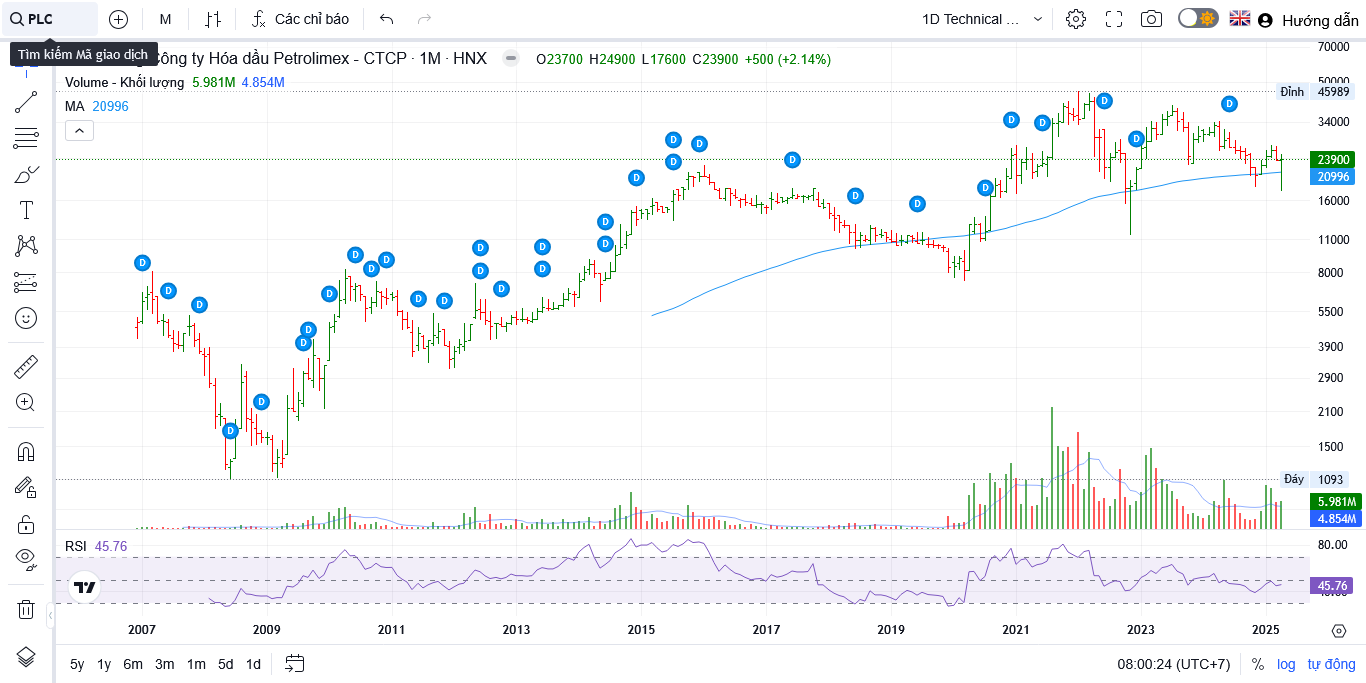 PLC
M
Các chỉ báo
1D Technical ...
Hướng dẫn
Tìm kiếm Mã giao dịch
Công ty Hóa dầu Petrolimex - CTCP · 1M · HNX
O23700 H24900 L17600 C23900 +500 (+2.14%)
Volume - Khối lượng 5.981M 4.854M
MA 20996
70000
50000
Đỉnh 45989
34000
23900
20996
16000
11000
8000
5500
3900
2900
2100
1500
Đáy 1093
5.981M
4.854M
RSI 45.76
80.00
45.76
2007 2009 2011 2013 2015 2017 2019 2021 2023 2025
5y 1y 6m 3m 1m 5d 1d
08:00:24 (UTC+7) % log tự động